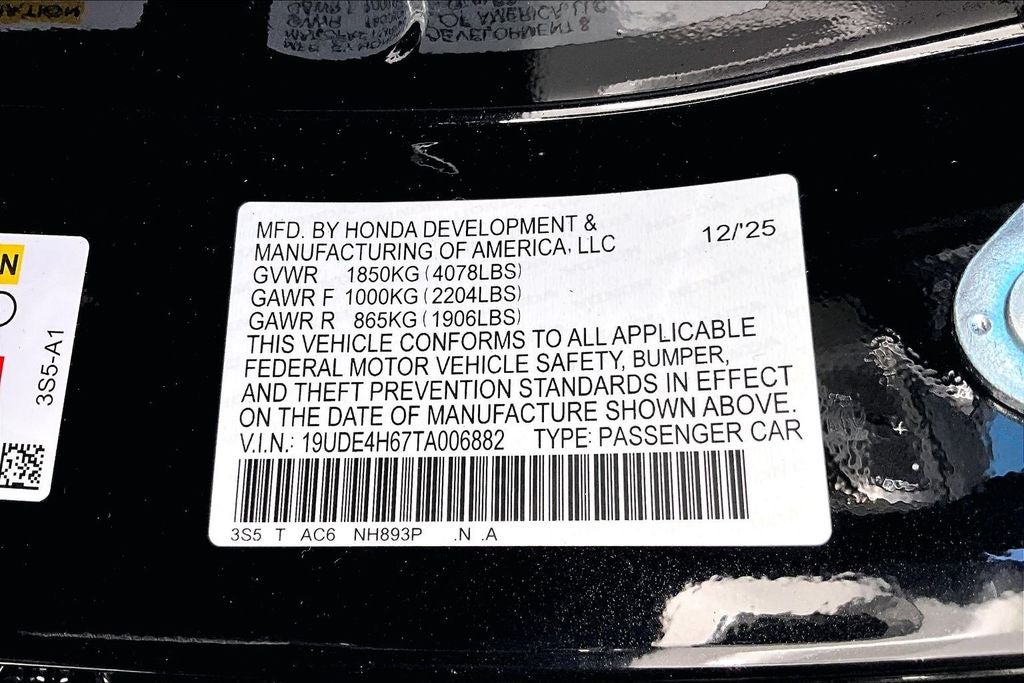 MFD. BY HONDA DEVELOPMENT &
MANUFACTURING OF AMERICA, LLC
12/'25
GVWR 1850KG (4078LBS)
GAWR F 1000KG (2204LBS)
GAWR R 865KG (1906LBS)
THIS VEHICLE CONFORMS TO ALL APPLICABLE
FEDERAL MOTOR VEHICLE SAFETY, BUMPER,
AND THEFT PREVENTION STANDARDS IN EFFECT
ON THE DATE OF MANUFACTURE SHOWN ABOVE.
V.I.N.: 19UDE4H67TA006882 TYPE: PASSENGER CAR
3S5 T AC6 NH893P .N .A
3S5-A1